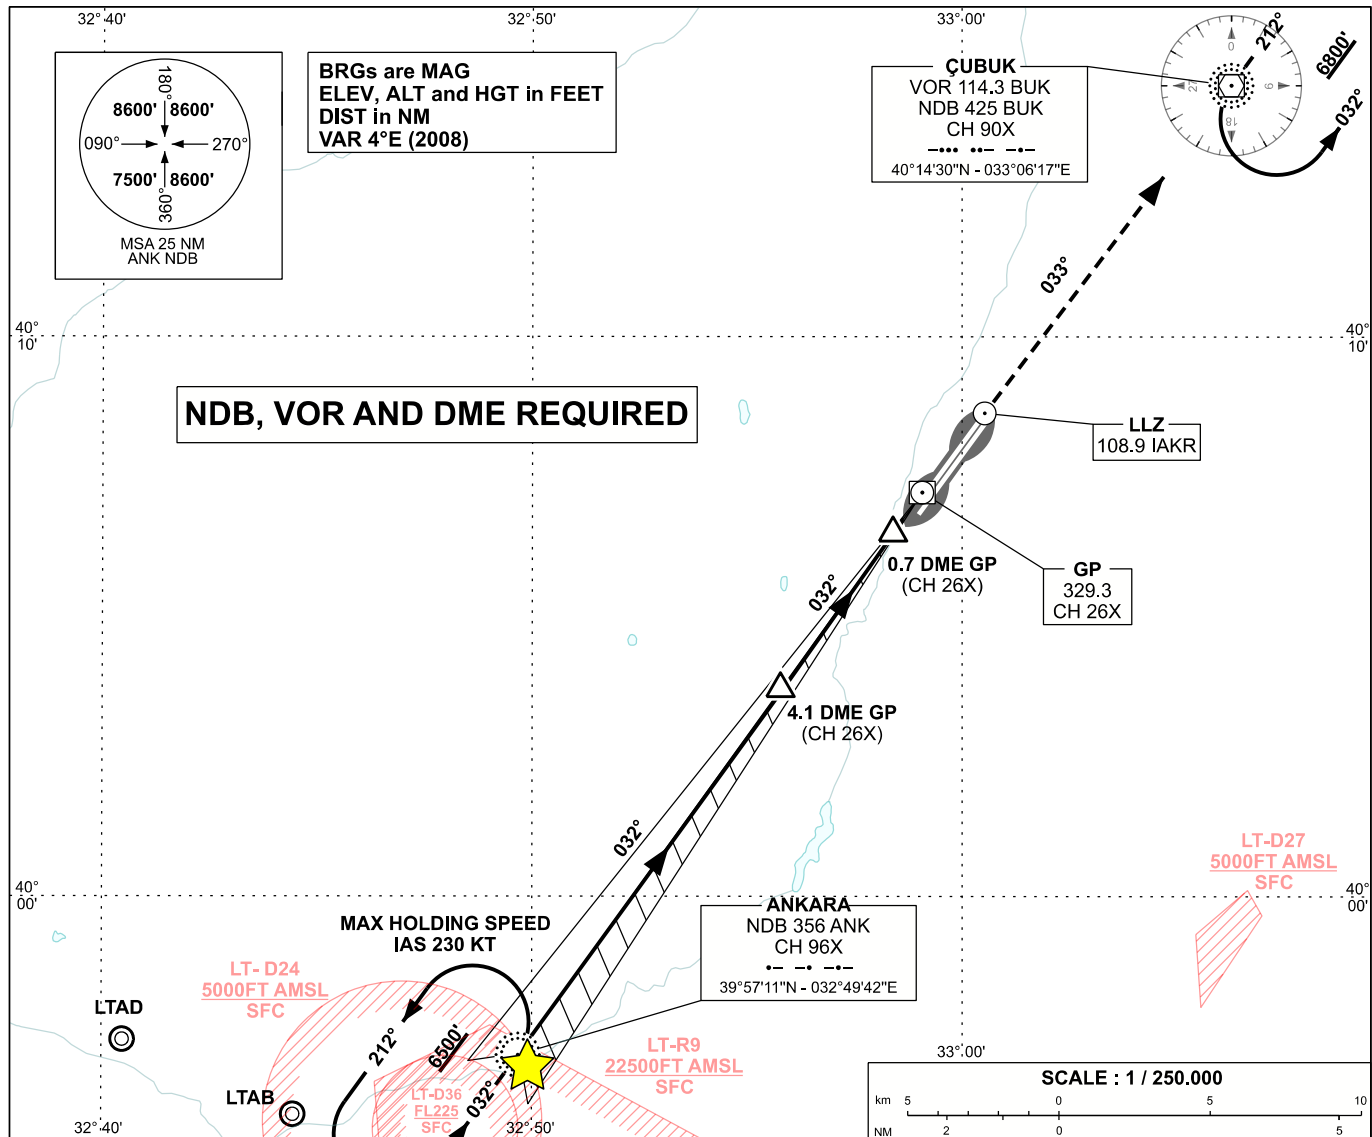 32°40'
32°50'
33°00'
180°
8600' 8600'
090° 270°
7500' 8600'
360°
MSA 25 NM
ANK NDB
BRGs are MAG
ELEV, ALT and HGT in FEET
DIST in NM
VAR 4°E (2008)
ÇUBUK
VOR 114.3 BUK
NDB 425 BUK
CH 90X
40°14'30"N - 033°06'17"E
0
9
18
27
212°
6800'
032°
033°
40°
10'
40°
10'
NDB, VOR AND DME REQUIRED
LLZ
108.9 IAKR
0.7 DME GP
(CH 26X)
GP
329.3
CH 26X
032°
4.1 DME GP
(CH 26X)
032°
LT-D27
5000FT AMSL
SFC
40°
00'
40°
00'
ANKARA
NDB 356 ANK
CH 96X
39°57'11"N - 032°49'42"E
MAX HOLDING SPEED
IAS 230 KT
LT- D24
5000FT AMSL
SFC
LTAD
212°
6500'
032°
LT-R9
22500FT AMSL
SFC
LTAB
LT-D36
FL225
SFC
33°00'
32°40'
32°50'
SCALE : 1 / 250.000
km 5 0 5 10
NM 2 0 5